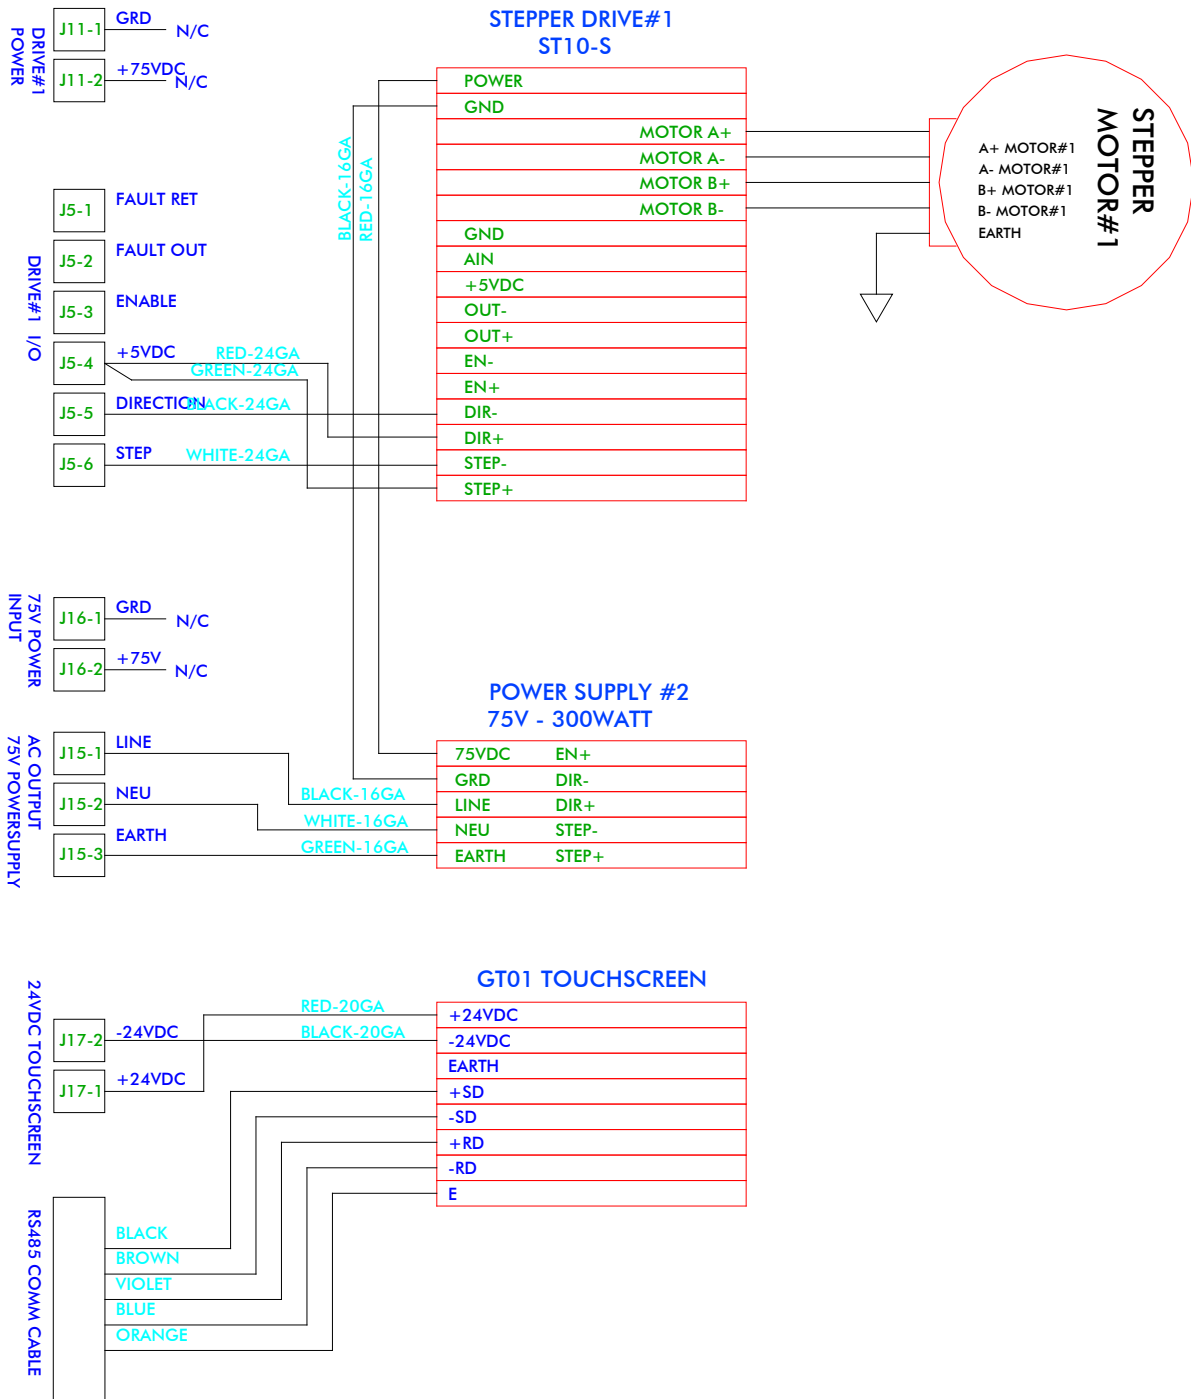 DRIVE#1
POWER
J11-1
GRD
N/C
J11-2
+75VDC
N/C
DRIVE#1 I/O
J5-1
FAULT RET
J5-2
FAULT OUT
J5-3
ENABLE
J5-4
+5VDC
RED-24GA
GREEN-24GA
J5-5
DIRECTION
BLACK-24GA
J5-6
STEP
WHITE-24GA
BLACK-16GA
RED-16GA
STEPPER DRIVE#1
ST10-S
POWER
GND
MOTOR A+
MOTOR A-
MOTOR B+
MOTOR B-
GND
AIN
+5VDC
OUT-
OUT+
EN-
EN+
DIR-
DIR+
STEP-
STEP+
A+ MOTOR#1
A- MOTOR#1
B+ MOTOR#1
B- MOTOR#1
EARTH
STEPPER
MOTOR#1
75V POWER
INPUT
J16-1
GRD
N/C
J16-2
+75V
N/C
AC OUTPUT
75V POWERSUPPLY
J15-1
LINE
J15-2
NEU
J15-3
EARTH
BLACK-16GA
WHITE-16GA
GREEN-16GA
POWER SUPPLY #2
75V - 300WATT
75VDC EN+
GRD DIR-
LINE DIR+
NEU STEP-
EARTH STEP+
24VDC TOUCHSCREEN
J17-2
-24VDC
J17-1
+24VDC
RED-20GA
BLACK-20GA
GT01 TOUCHSCREEN
+24VDC
-24VDC
EARTH
+SD
-SD
+RD
-RD
E
RS485 COMM CABLE
BLACK
BROWN
VIOLET
BLUE
ORANGE